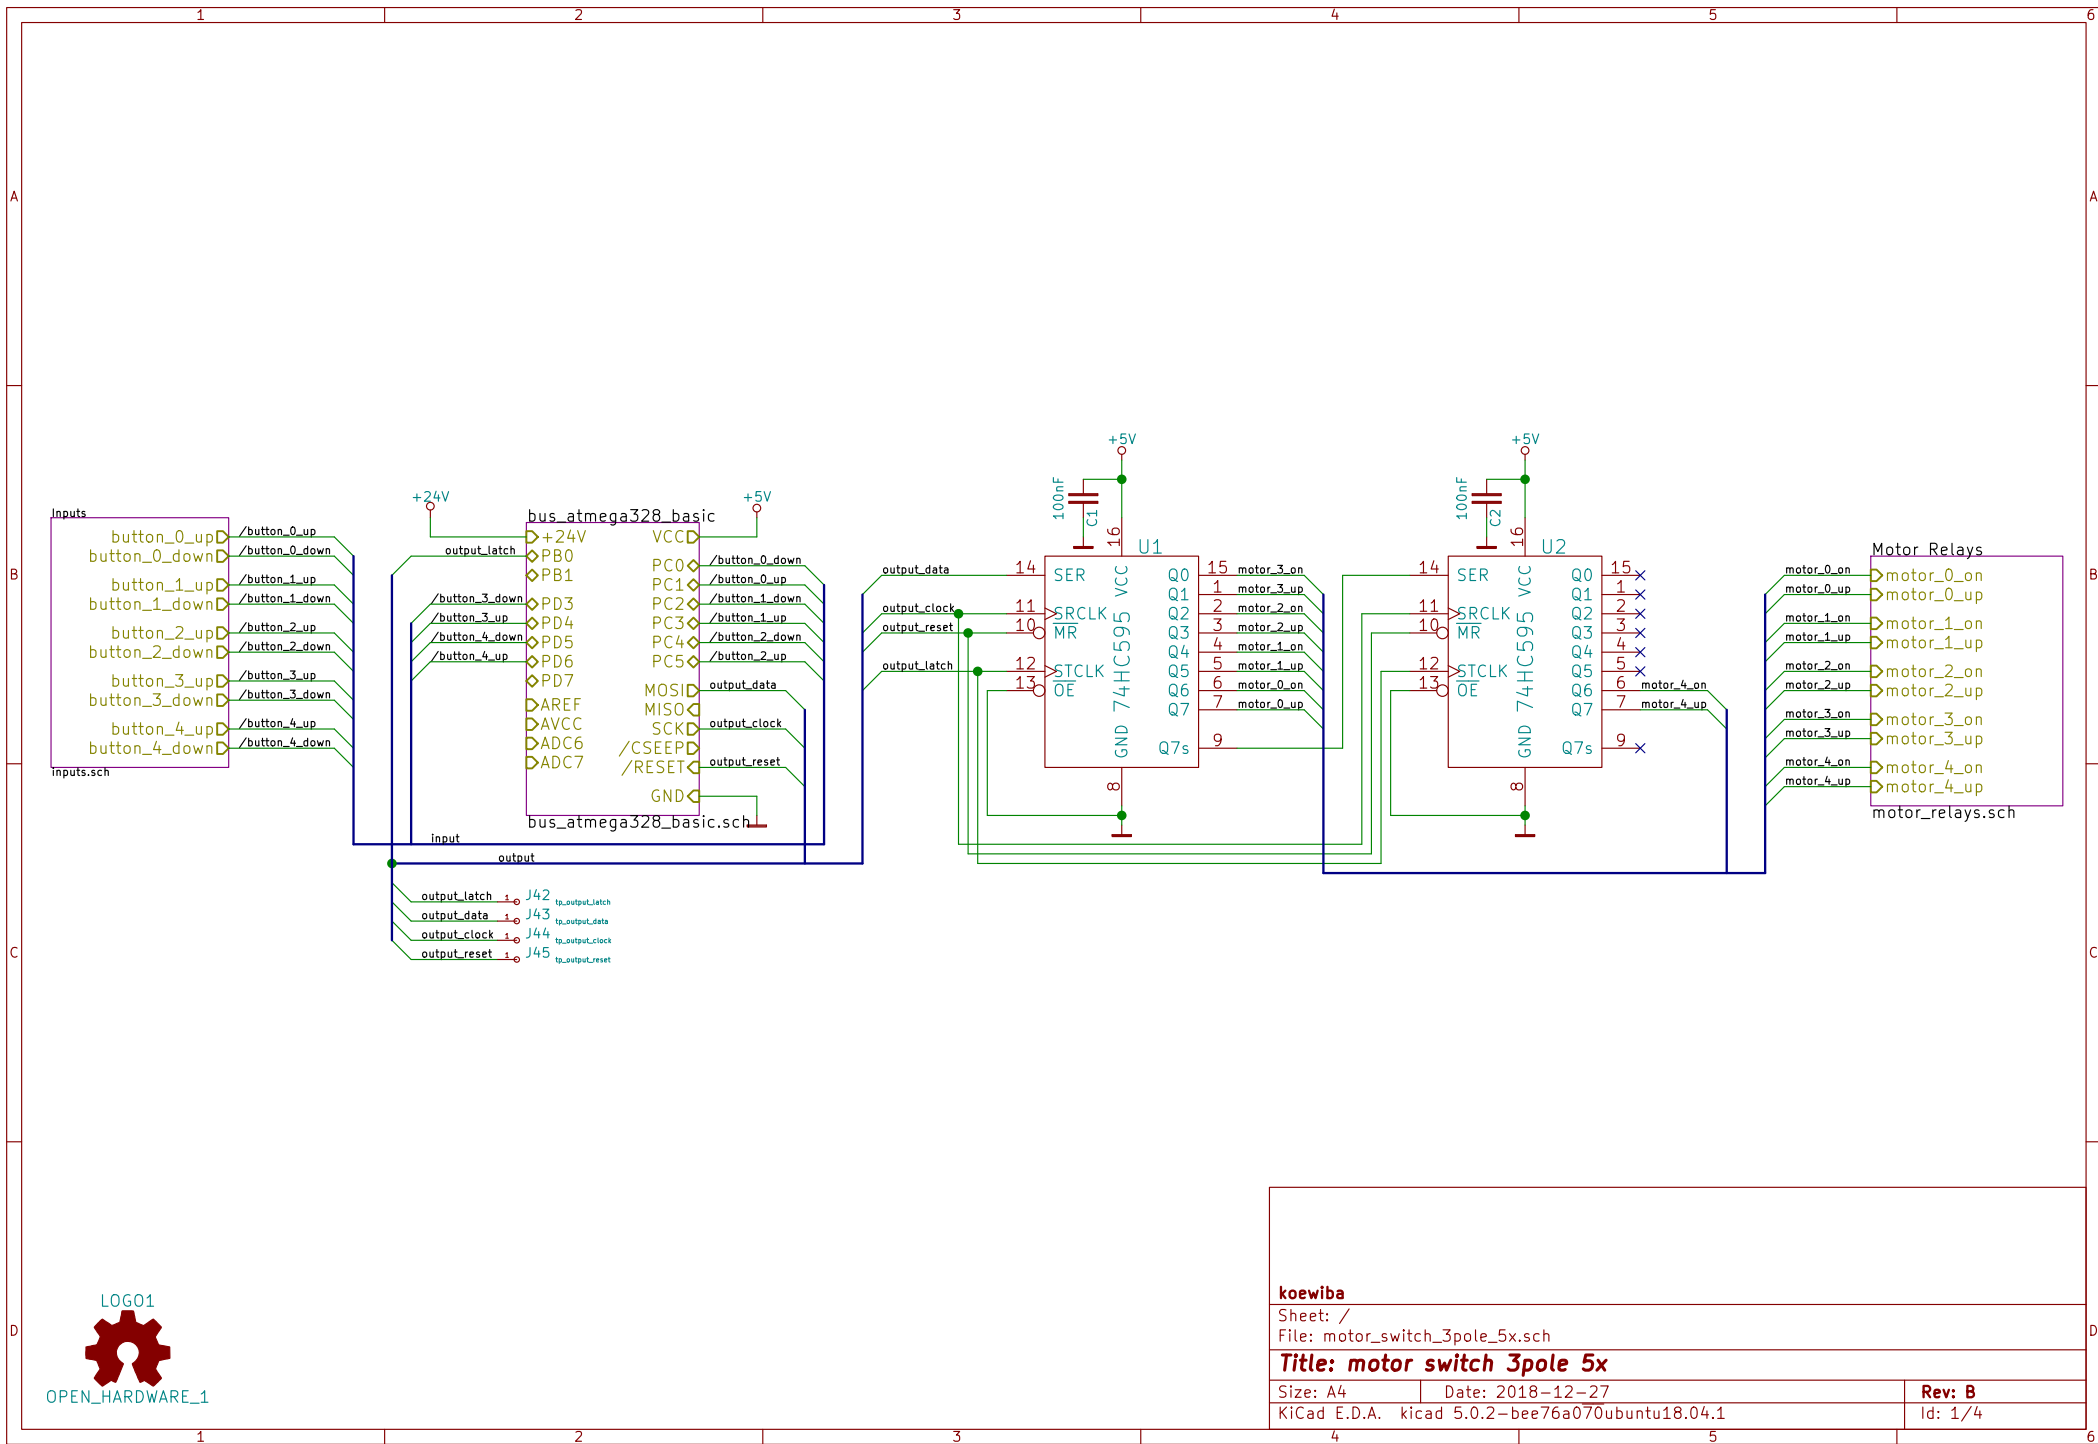 1 2 3 4 5 6
A A
B B
C C
D D
Inputs
button_0_up /button_0_up
button_0_down /button_0_down
button_1_up /button_1_up
button_1_down /button_1_down
button_2_up /button_2_up
button_2_down /button_2_down
button_3_up /button_3_up
button_3_down /button_3_down
button_4_up /button_4_up
button_4_down /button_4_down
inputs.sch
+24V
+5V
bus_atmega328_basic
output_latch
/button_3_down
/button_3_up
/button_4_down
/button_4_up
+24V
PB0
PB1
PD3
PD4
PD5
PD6
PD7
AREF
AVCC
ADC6
ADC7
VCC
PC0 /button_0_down
PC1 /button_0_up
PC2 /button_1_down
PC3 /button_1_up
PC4 /button_2_down
PC5 /button_2_up
MOSI output_data
MISO
SCK output_clock
/CSEEP
/RESET output_reset
GND
bus_atmega328_basic.sch
input
output
output_latch 1 J42 tp_output_latch
output_data 1 J43 tp_output_data
output_clock 1 J44 tp_output_clock
output_reset 1 J45 tp_output_reset
+5V
100nF
C1
16
U1
output_data 14 SER
output_clock 11 SRCLK
output_reset 10 MR
output_latch 12 STCLK
13 OE
VCC
74HC595
GND
8
Q0 15 motor_3_on
Q1 1 motor_3_up
Q2 2 motor_2_on
Q3 3 motor_2_up
Q4 4 motor_1_on
Q5 5 motor_1_up
Q6 6 motor_0_on
Q7 7 motor_0_up
Q7s 9
+5V
100nF
C2
16
U2
14 SER
11 SRCLK
10 MR
12 STCLK
13 OE
VCC
74HC595
GND
8
Q0 15
Q1 1
Q2 2
Q3 3
Q4 4
Q5 5
Q6 6 motor_4_on
Q7 7 motor_4_up
Q7s 9
Motor Relays
motor_0_on motor_0_on
motor_0_up motor_0_up
motor_1_on motor_1_on
motor_1_up motor_1_up
motor_2_on motor_2_on
motor_2_up motor_2_up
motor_3_on motor_3_on
motor_3_up motor_3_up
motor_4_on motor_4_on
motor_4_up motor_4_up
motor_relays.sch
LOGO1
OPEN_HARDWARE_1
koewiba
Sheet: /
File: motor_switch_3pole_5x.sch
Title: motor switch 3pole 5x
Size: A4 Date: 2018-12-27 Rev: B
KiCad E.D.A. kicad 5.0.2-bee76a070ubuntu18.04.1 Id: 1/4
1 2 3 4 5 6